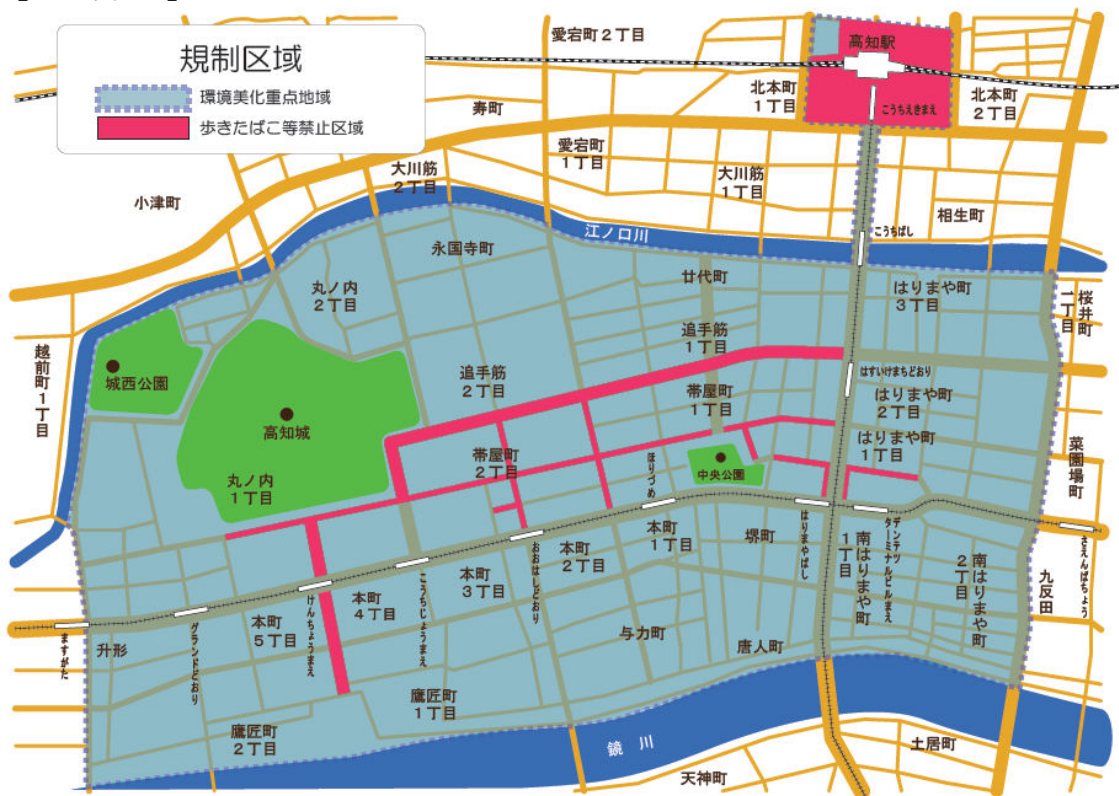 規制区域
環境美化重点地域
歩きたばこ等禁止区域
愛宕町2丁目
高知駅
北本町
1丁目
北本町
2丁目
こうちえきまえ
寿町
愛宕町
1丁目
大川筋
2丁目
大川筋
1丁目
小津町
相生町
江ノ口川
こうちばし
永国寺町
廿代町
はりまや町
3丁目
桜井町
一丁目
丸ノ内
2丁目
追手筋
1丁目
越前町1丁目
城西公園
追手筋
2丁目
はすいけまちどおり
帯屋町
1丁目
はりまや町
2丁目
高知城
はりまや町
1丁目
菜園場町
帯屋町
2丁目
ほりづめ
中央公園
丸ノ内
1丁目
本町
1丁目
堺町
はりまやばし
南はりまや町
1丁目
デンテツ
ターミナルビルまえ
南はりまや町
2丁目
さえんばちょう
九反田
本町
2丁目
おおはしどおり
本町
3丁目
こうちじょうまえ
本町
4丁目
けんちょうまえ
本町
5丁目
グランドどおり
升形
ますがた
与力町
唐人町
鷹匠町
1丁目
鷹匠町
2丁目
鏡川
土居町
天神町